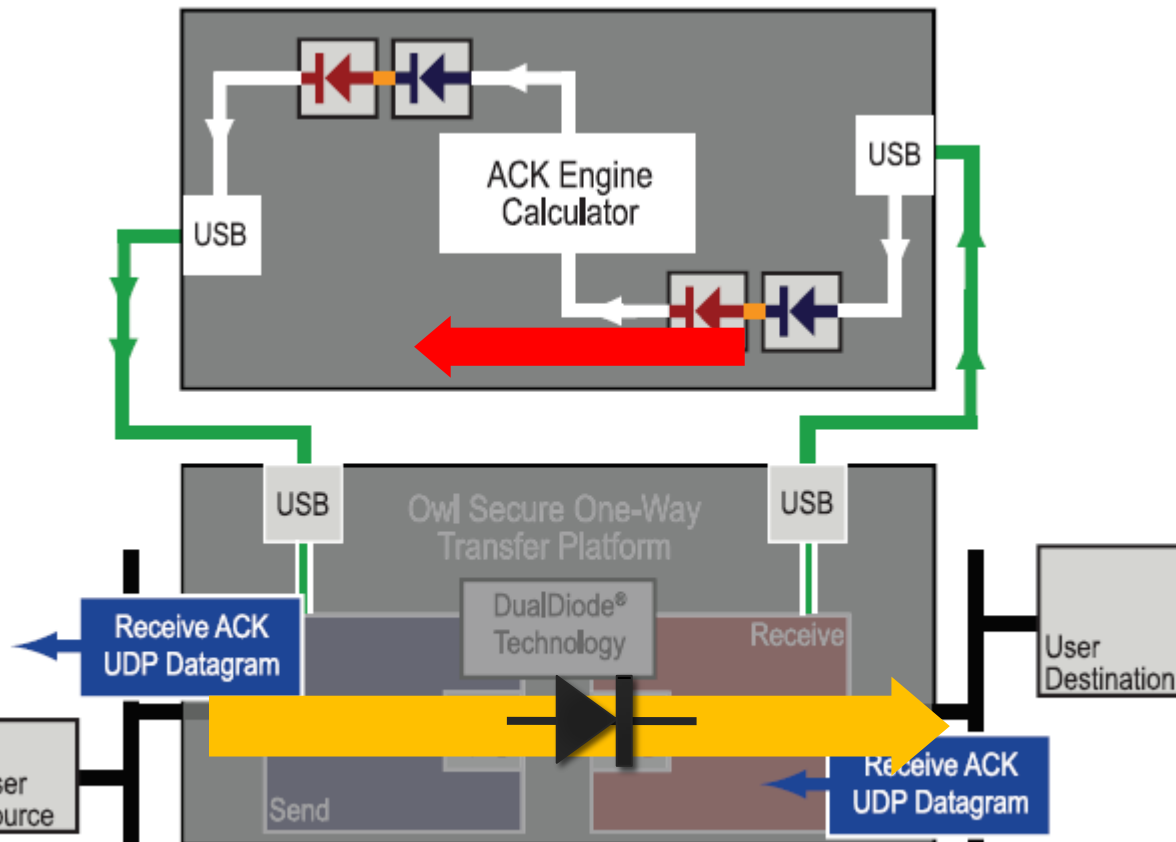 USB
ACK Engine
Calculator
USB
USB
Owl Secure One-Way
Transfer Platform
USB
DualDiode®
Technology
Receive ACK
UDP Datagram
Receive
User
Destination
Receive ACK
UDP Datagram
Send